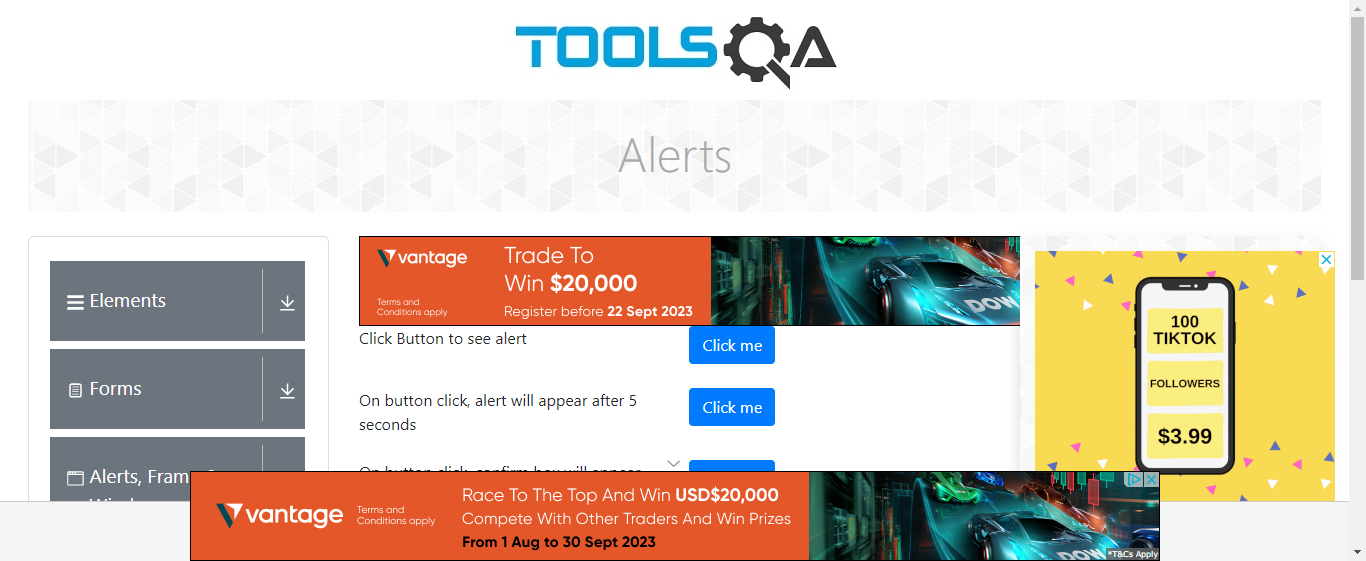 TOOLSQA
Alerts
Elements
Forms
Alerts, Fram
vantage
Terms and
Conditions apply
Trade To
Win $20,000
Register before 22 Sept 2023
DOW
Click Button to see alert
Click me
On button click, alert will appear after 5
seconds
Click me
On button click, confirm box will appear
100
TIKTOK
FOLLOWERS
$3.99
vantage
Terms and
Conditions apply
Race To The Top And Win USD$20,000
Compete With Other Traders And Win Prizes
From 1 Aug to 30 Sept 2023
DOW
*T&Cs Apply